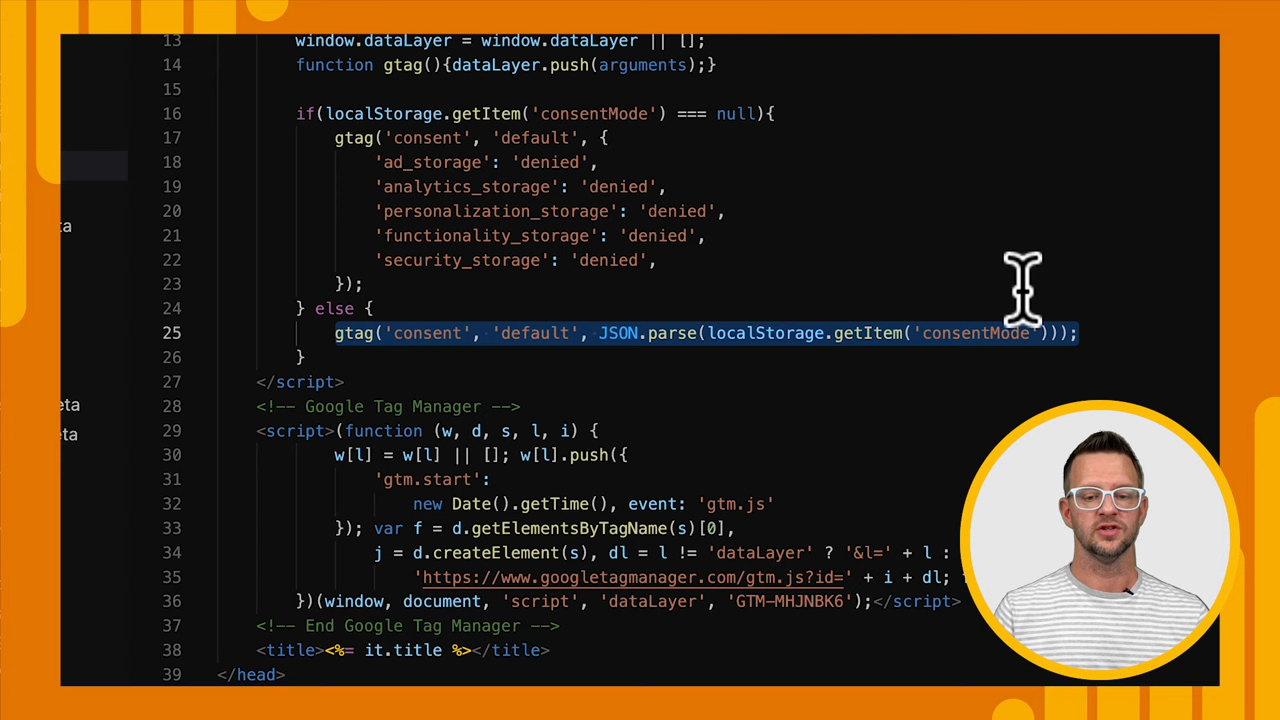 13 window.dataLayer = window.dataLayer || [];
14 function gtag(){dataLayer.push(arguments);}
15
16 if(localStorage.getItem('consentMode') === null){
17 gtag('consent', 'default', {
18 'ad_storage': 'denied',
19 'analytics_storage': 'denied',
20 'personalization_storage': 'denied',
ta
21 'functionality_storage': 'denied',
22 'security_storage': 'denied',
23 });
24 } else {
25 gtag('consent', 'default', JSON.parse(localStorage.getItem('consentMode')));
26 }
27 </script>
eta
28 <!-- Google Tag Manager -->
29 <script>(function (w, d, s, l, i) {
eta
30 w[l] = w[l] || []; w[l].push({
31 'gtm.start':
32 new Date().getTime(), event: 'gtm.js'
33 }); var f = d.getElementsByTagName(s)[0],
34 j = d.createElement(s), dl = l != 'dataLayer' ? '&l=' + l :
35 'https://www.googletagmanager.com/gtm.js?id=' + i + dl;
36 })(window, document, 'script', 'dataLayer', 'GTM-MHJNBK6');</script>
37 <!-- End Google Tag Manager -->
38 <title><%= it.title %></title>
39 </head>